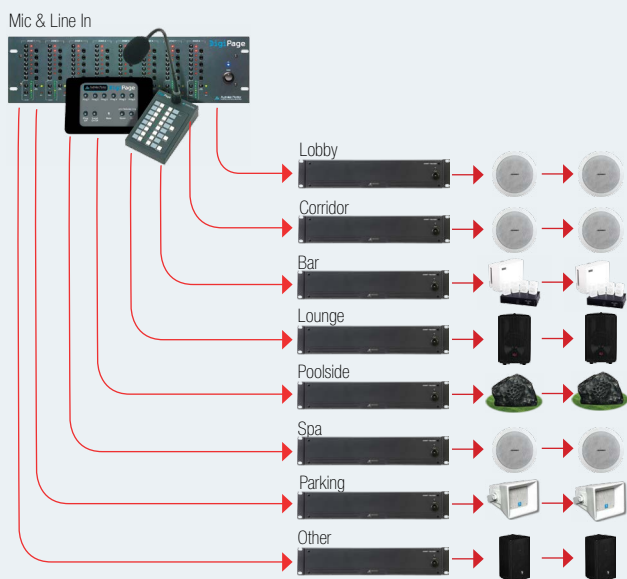 Mic & Line In
DigiPage
Lobby
Corridor
Bar
Lounge
Poolside
Spa
Parking
Other